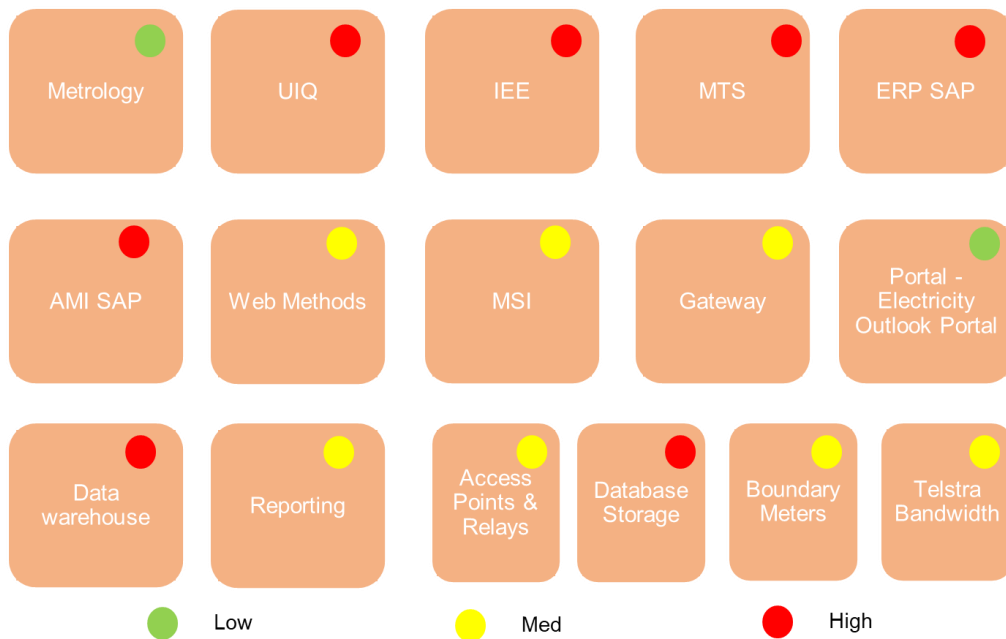 Metrology
UIQ
IEE
MTS
ERP SAP
AMI SAP
Web Methods
MSI
Gateway
Portal -
Electricity
Outlook Portal
Data
warehouse
Reporting
Access
Points &
Relays
Database
Storage
Boundary
Meters
Telstra
Bandwidth
Low
Med
High